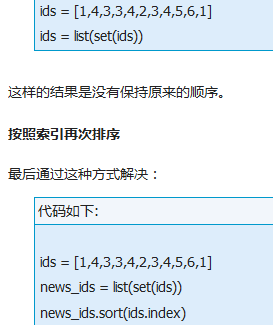 ids = [1,4,3,3,4,2,3,4,5,6,1]
ids = list(set(ids))
这样的结果是没有保持原来的顺序。
按照索引再次排序
最后通过这种方式解决：
代码如下:
ids = [1,4,3,3,4,2,3,4,5,6,1]
news_ids = list(set(ids))
news_ids.sort(ids.index)